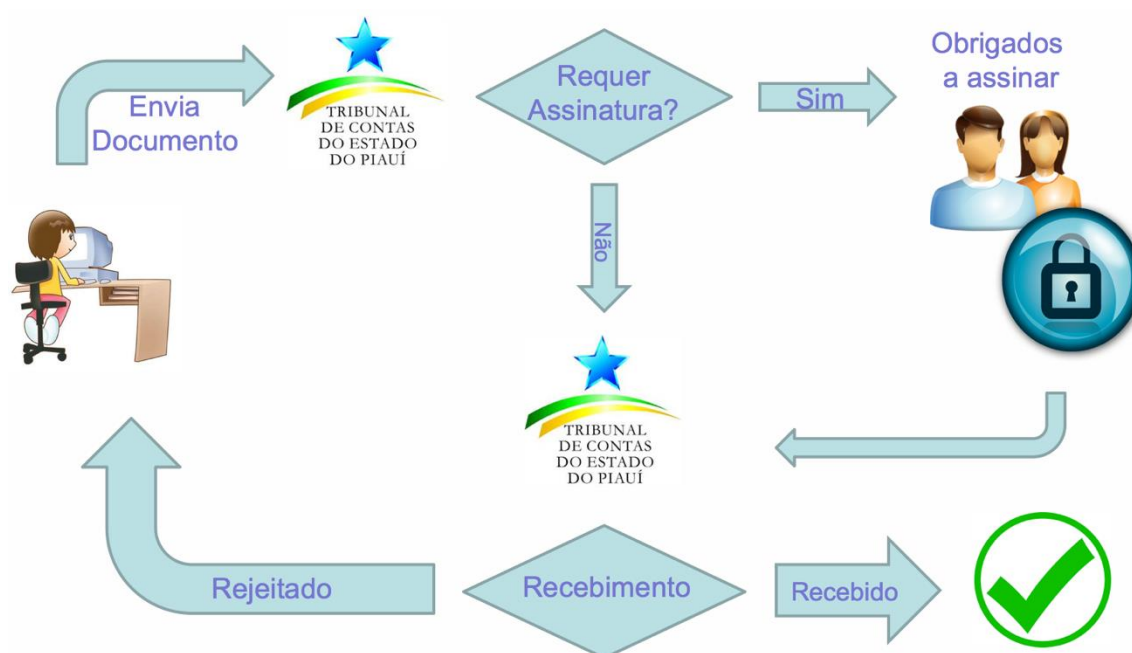 Envia
Documento
TRIBUNAL
DE CONTAS
DO ESTADO
DO PIAUÍ
Requer
Assinatura?
Sim
Obrigados
a assinar
Não
TRIBUNAL
DE CONTAS
DO ESTADO
DO PIAUÍ
Rejeitado
Recebimento
Recebido